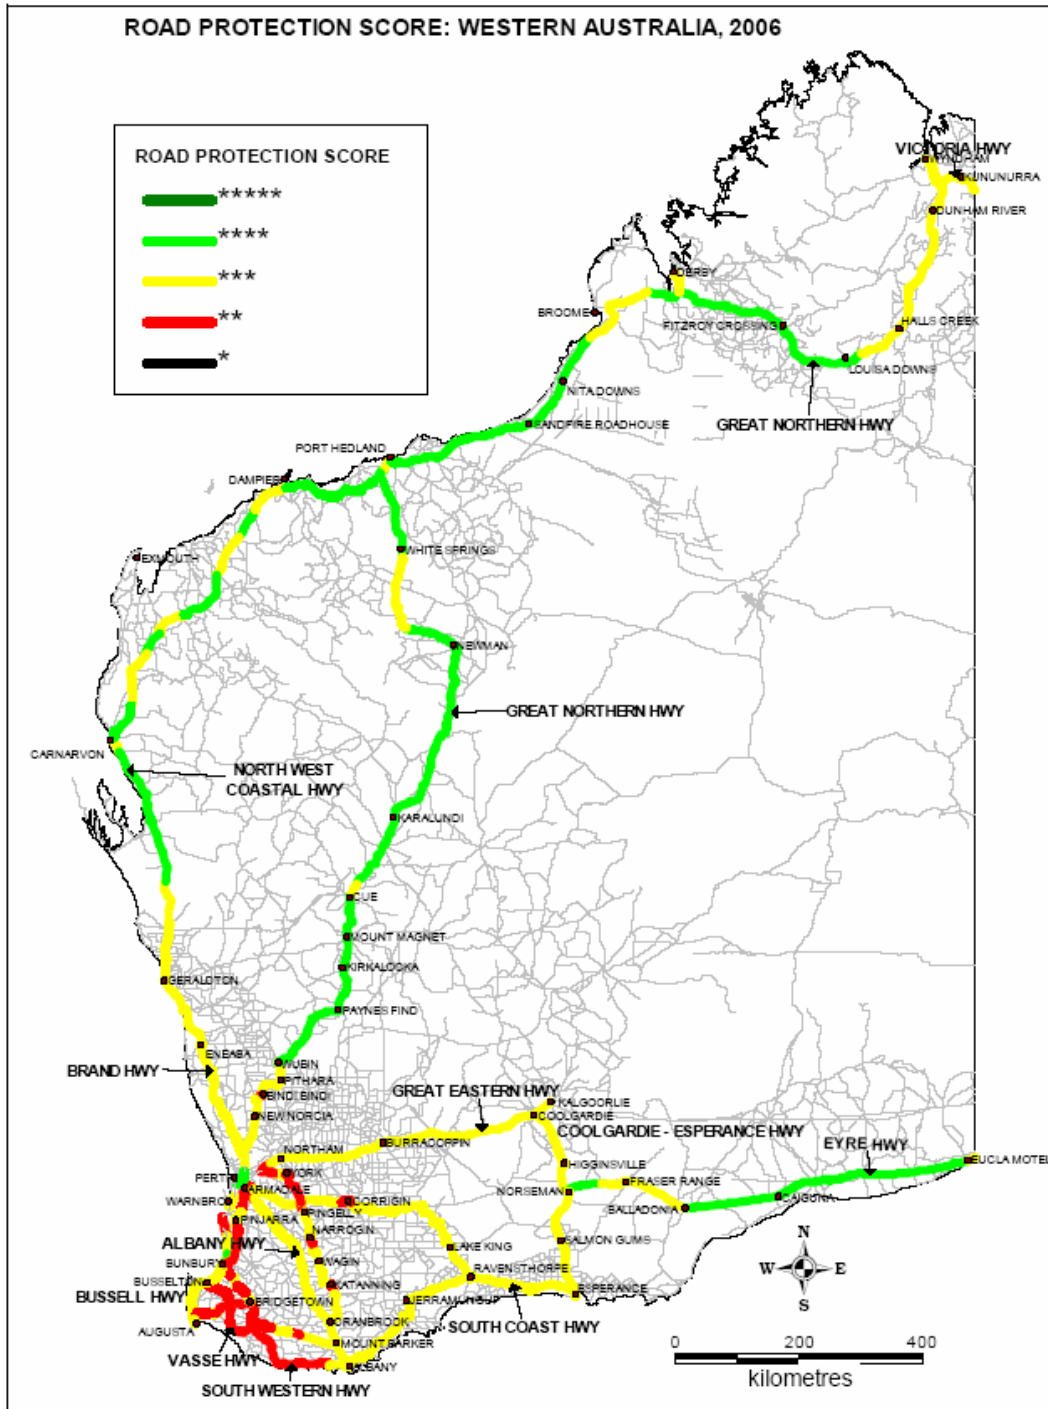 ROAD PROTECTION SCORE: WESTERN AUSTRALIA, 2006
ROAD PROTECTION SCORE
*****
****
***
**
*
VICTORIA HWY
WYNDHAM
KUNUNURRA
DUNHAM RIVER
DERBY
BROOME
FITZROY CROSSING
HALLS CREEK
LOUISA DOWNS
NITA DOWNS
GREAT NORTHERN HWY
SANDFIRE ROADHOUSE
PORT HEDLAND
DAMPIER
WHITE SPRINGS
EXMOUTH
NEWMAN
GREAT NORTHERN HWY
CARNARVON
NORTH WEST
COASTAL HWY
KARALUNDI
CUE
MOUNT MAGNET
KIRKALOCKA
GERALDTON
PAYNES FIND
ENEABA
WUBIN
BRAND HWY
PITHARA
GREAT EASTERN HWY
BINDI BINDI
KALGOORLIE
NEW NORCIA
COOLGARDIE
COOLGARDIE - ESPERANCE HWY
BURRACOPPIN
EYRE HWY
NORTHAM
EUCLA MOTEL
YORK
HIGGINSVILLE
PERTH
FRASER RANGE
ARMADALE
NORSEMAN
WARNBRO
CORRIGIN
CAIGUNA
BALLADONIA
PINGELLY
PINJARRA
N
NARROGIN
ALBANY HWY
SALMON GUMS
LAKE KING
BUNBURY
WAGIN
W
E
RAVENSTHORPE
BUSSELTON
KATANNING
ESPERANCE
BUSSELL HWY
BRIDGETOWN
JERRAMUNGUP
S
AUGUSTA
CRANBROOK
SOUTH COAST HWY
MOUNT BARKER
0 200 400
VASSE HWY
ALBANY
kilometres
SOUTH WESTERN HWY